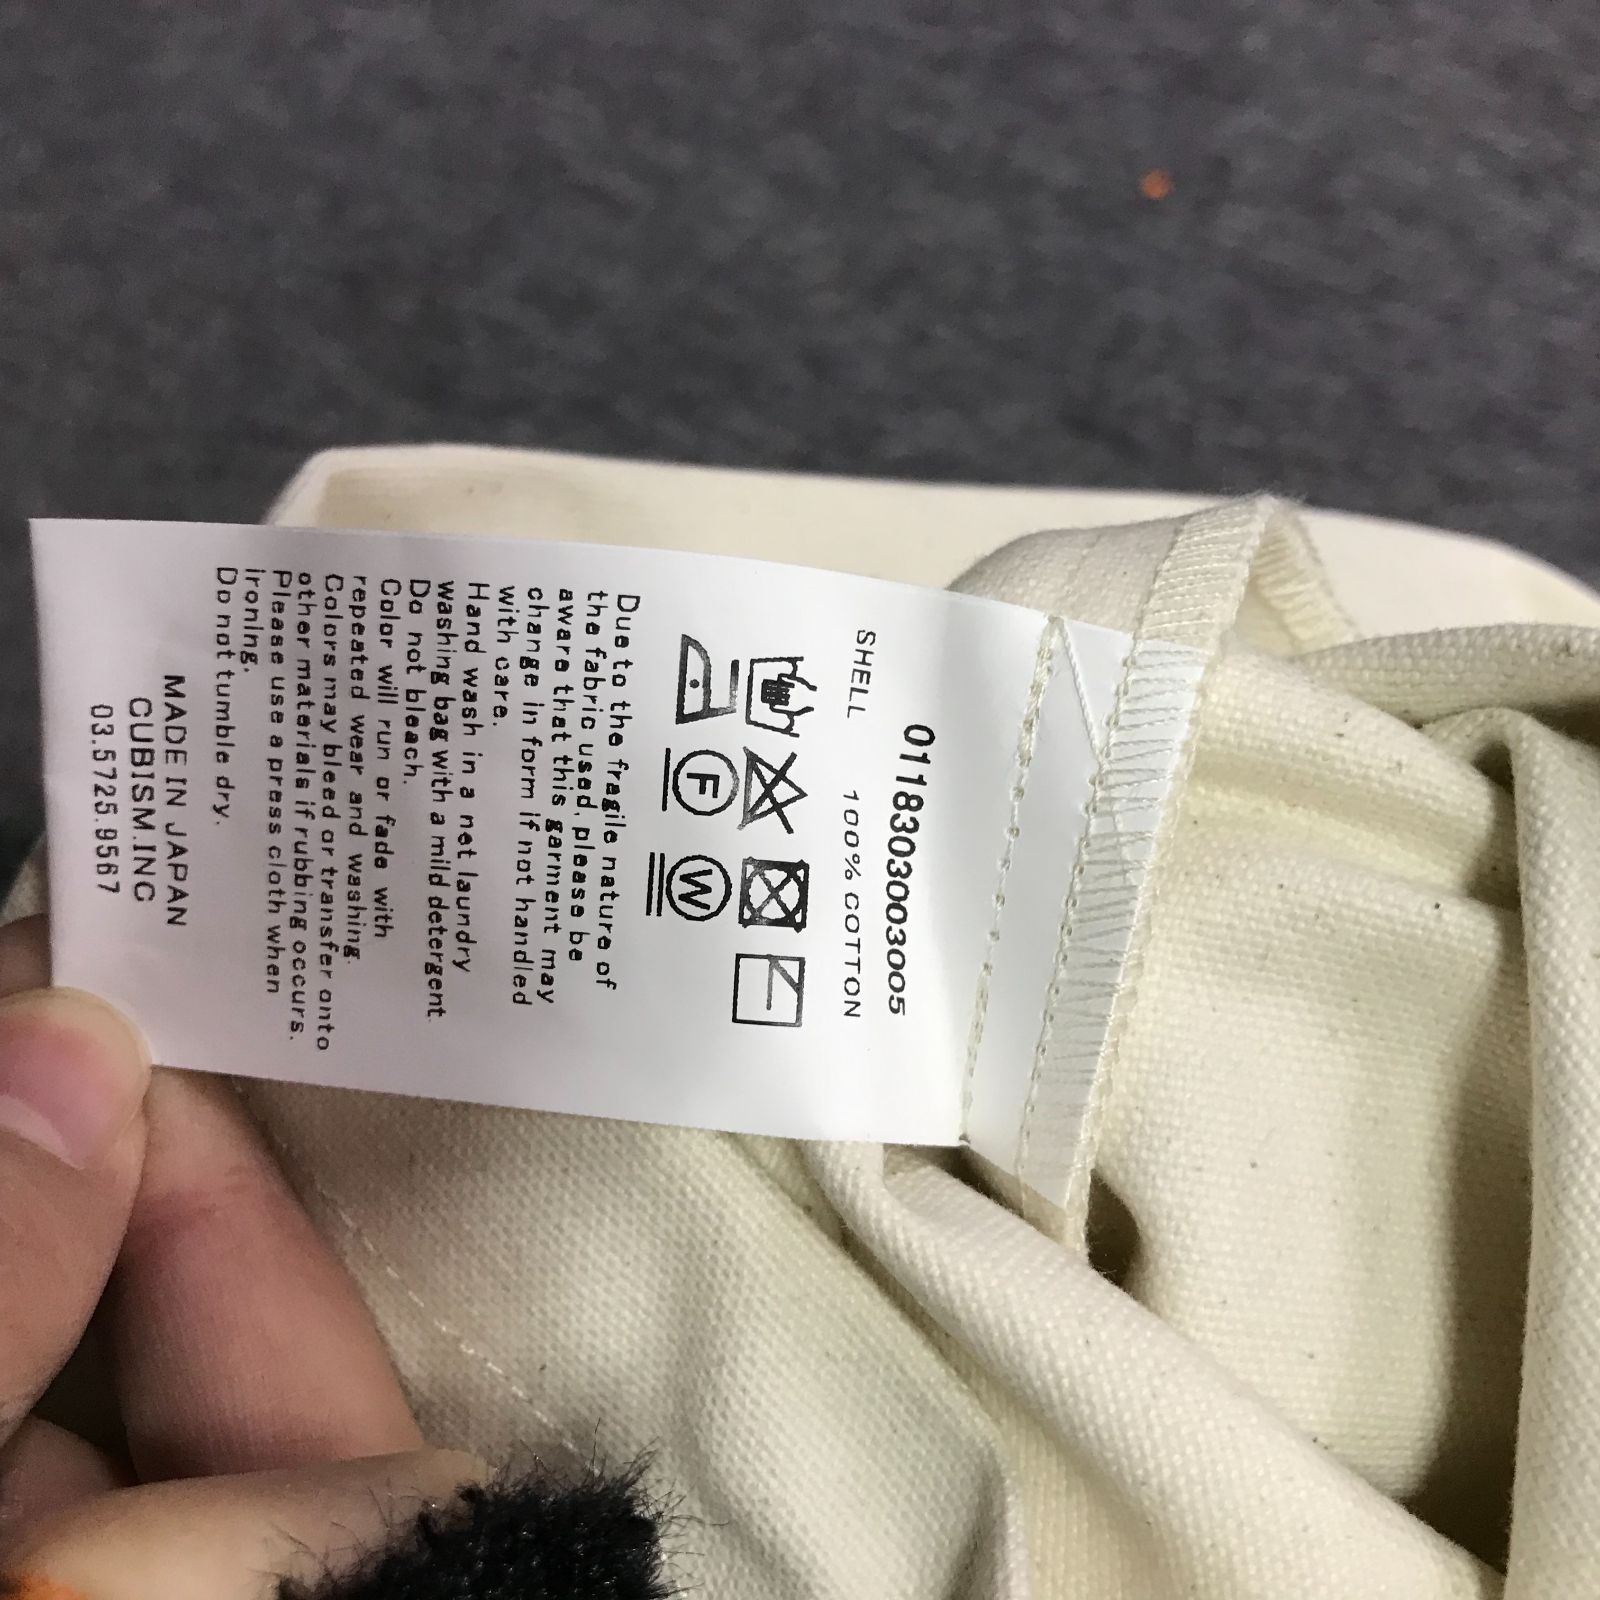 011830303003005
SHELL 100% COTTON
F
W
Due to the fragile nature of
the fabric used, please be
aware that this garment may
change in form if not handled
with care.
Hand wash in a net laundry
washing bag with a mild detergent.
Do not bleach.
Color will run or fade with
repeated wear and washing.
Colors may bleed or transfer onto
other materials if rubbing occurs.
Please use a press cloth when
ironing.
Do not tumble dry.
MADE IN JAPAN
CUBISM.INC
03.5725.9567